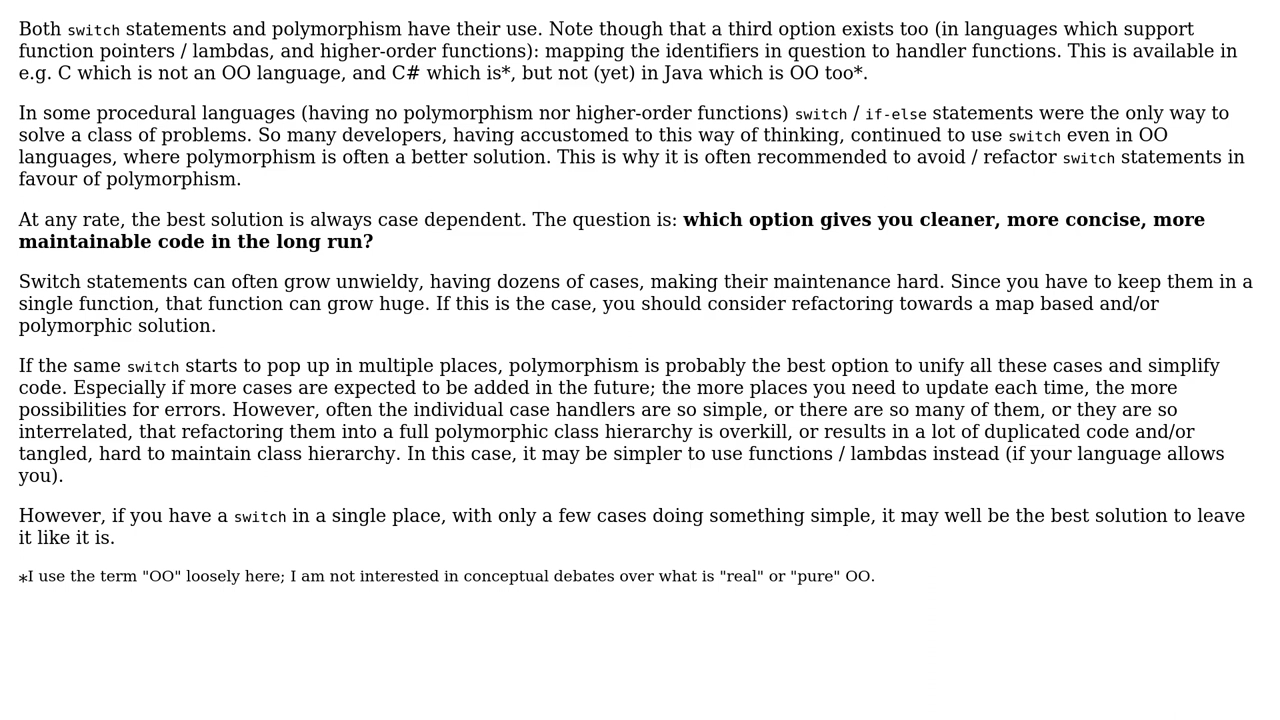 Both switch statements and polymorphism have their use. Note though that a third option exists too (in languages which support
function pointers / lambdas, and higher-order functions): mapping the identifiers in question to handler functions. This is available in
e.g. C which is not an OO language, and C# which is*, but not (yet) in Java which is OO too*.
In some procedural languages (having no polymorphism nor higher-order functions) switch / if-else statements were the only way to
solve a class of problems. So many developers, having accustomed to this way of thinking, continued to use switch even in OO
languages, where polymorphism is often a better solution. This is why it is often recommended to avoid / refactor switch statements in
favour of polymorphism.
At any rate, the best solution is always case dependent. The question is: which option gives you cleaner, more concise, more
maintainable code in the long run?
Switch statements can often grow unwieldy, having dozens of cases, making their maintenance hard. Since you have to keep them in a
single function, that function can grow huge. If this is the case, you should consider refactoring towards a map based and/or
polymorphic solution.
If the same switch starts to pop up in multiple places, polymorphism is probably the best option to unify all these cases and simplify
code. Especially if more cases are expected to be added in the future; the more places you need to update each time, the more
possibilities for errors. However, often the individual case handlers are so simple, or there are so many of them, or they are so
interrelated, that refactoring them into a full polymorphic class hierarchy is overkill, or results in a lot of duplicated code and/or
tangled, hard to maintain class hierarchy. In this case, it may be simpler to use functions / lambdas instead (if your language allows
you).
However, if you have a switch in a single place, with only a few cases doing something simple, it may well be the best solution to leave
it like it is.
*I use the term "OO" loosely here; I am not interested in conceptual debates over what is "real" or "pure" OO.